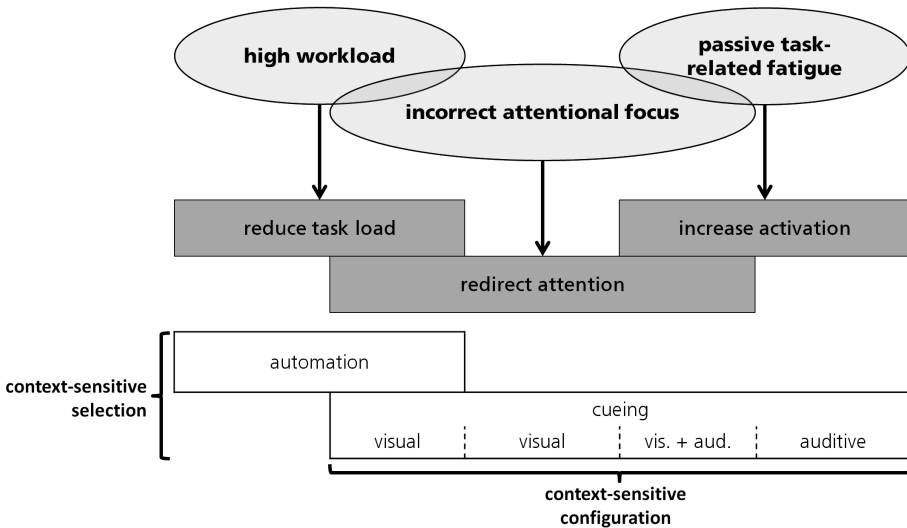 high workload
passive task-
related fatigue
incorrect attentional focus
reduce task load
increase activation
redirect attention
automation
context-sensitive
selection
cueing
visual
visual
vis. + aud.
auditive
context-sensitive
configuration